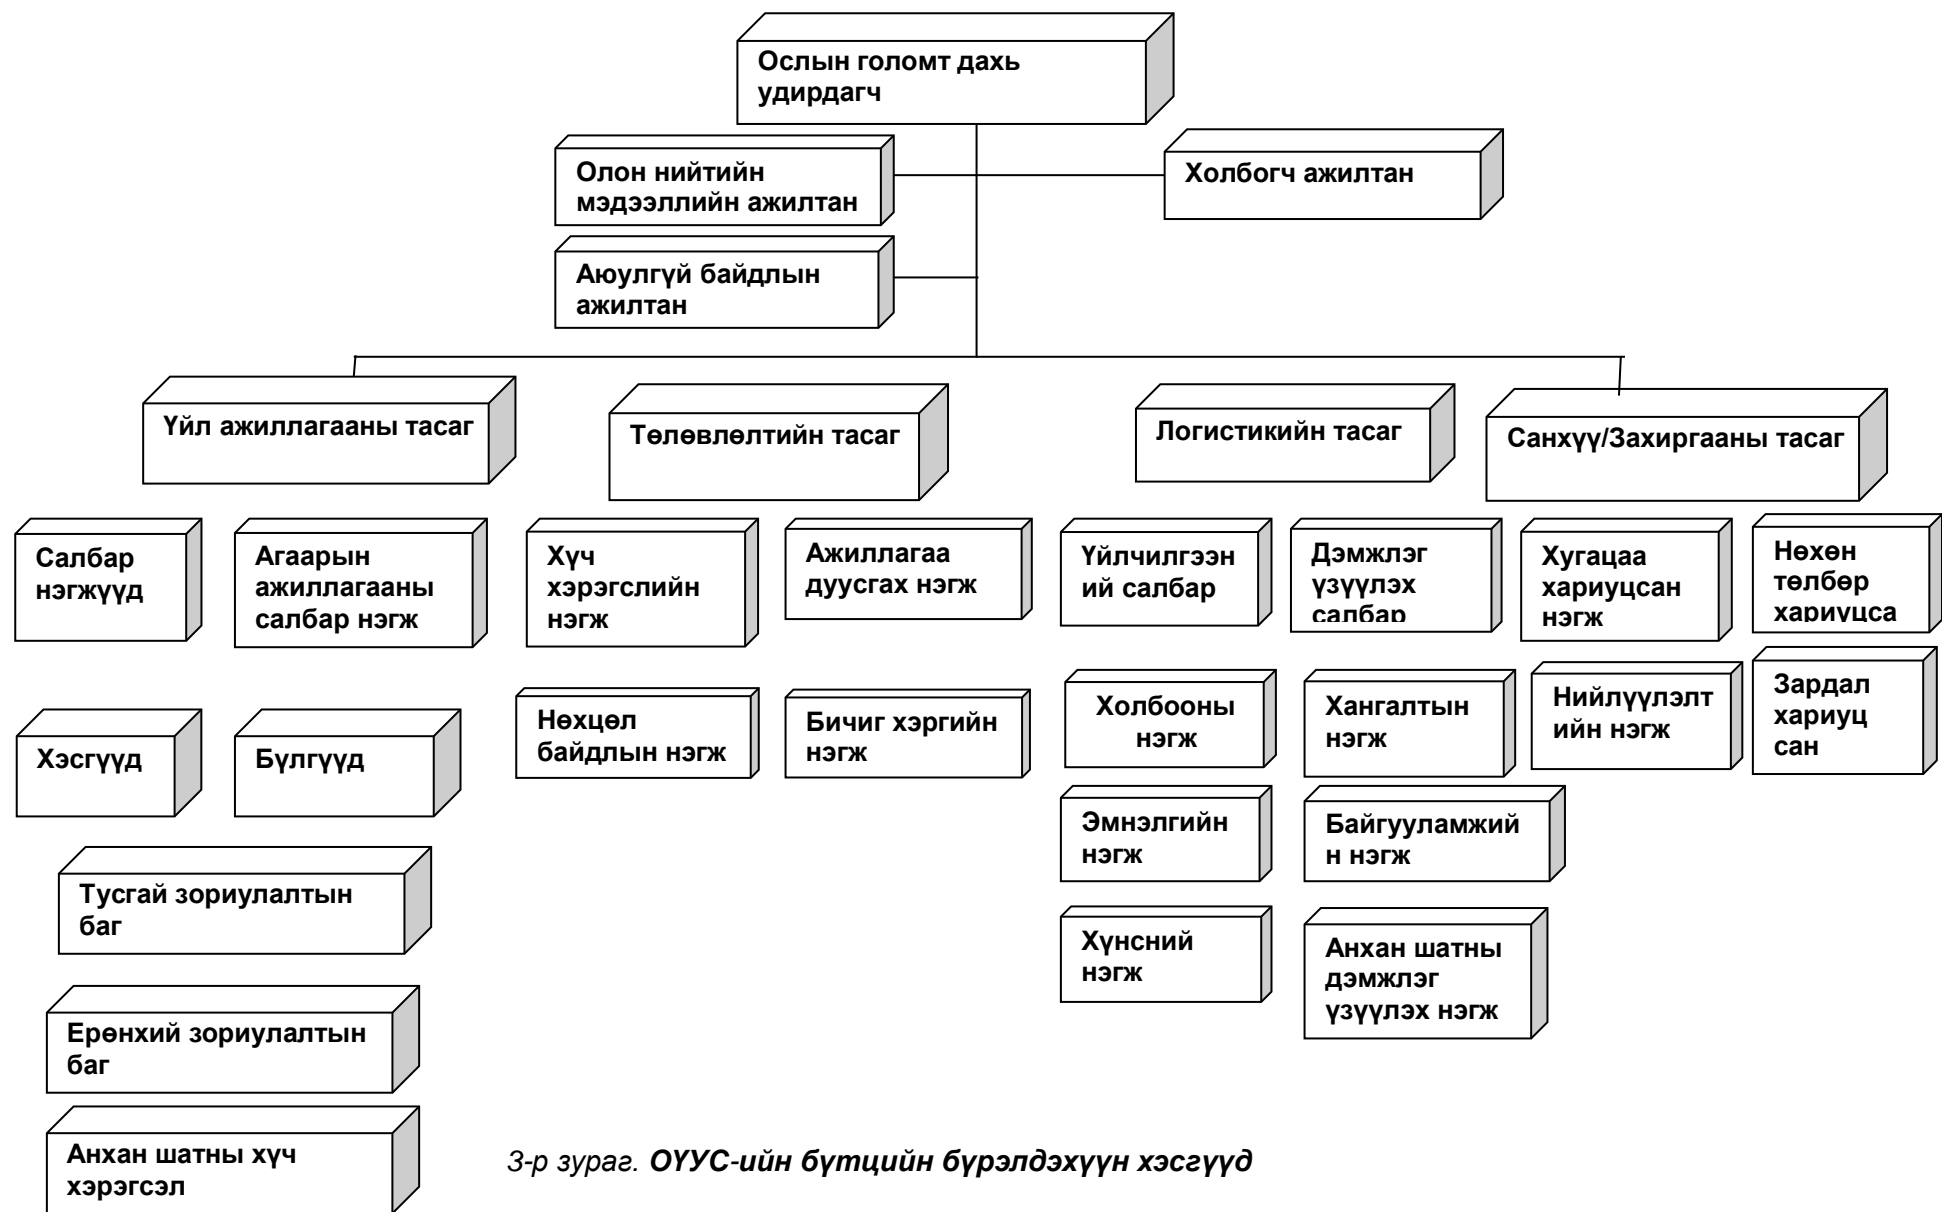 Ослын голомт дахь
удирдагч
Олон нийтийн
мэдээллийн ажилтан
Холбогч ажилтан
Аюулгүй байдлын
ажилтан
Үйл ажиллагааны тасаг
Төлөвлөлтийн тасаг
Логистикийн тасаг
Санхүү/Захиргааны тасаг
Салбар
нэгжүүд
Агаарын
ажиллагааны
салбар нэгж
Хүч
хэрэгслийн
нэгж
Ажиллагаа
дуусгах нэгж
Үйлчилгээн
ий салбар
Дэмжлэг
үзүүлэх
салбар
Хугацаа
хариуцсан
нэгж
Нөхөн
төлбөр
хариуцса
Хэсгүүд
Бүлгүүд
Нөхцөл
байдлын нэгж
Бичиг хэргийн
нэгж
Холбооны
нэгж
Хангалтын
нэгж
Нийлүүлэлт
ийн нэгж
Зардал
хариуц
сан
Эмнэлгийн
нэгж
Байгууламжий
н нэгж
Тусгай зориулалтын
баг
Хүнсний
нэгж
Анхан шатны
дэмжлэг
үзүүлэх нэгж
Ерөнхий зориулалтын
баг
Анхан шатны хүч
хэрэгсэл
3-р зураг. ОҮУС-ийн бүтцийн бүрэлдэхүүн хэсгүүд